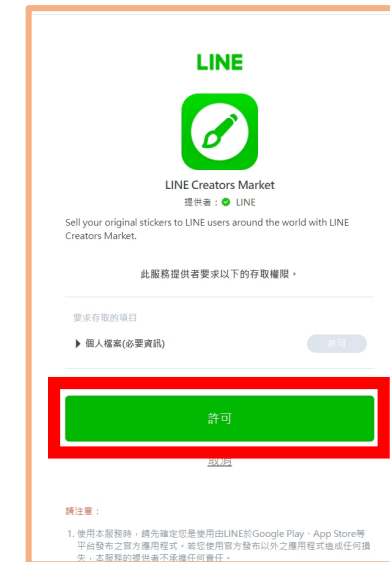 LINE
LINE Creators Market
提供者：LINE
Sell your original stickers to LINE users around the world with LINE
Creators Market.
此服務提供者要求以下的存取權限。
要求存取的項目
個人檔案(必要資訊)
許可
許可
取消
請注意：
1. 使用本服務時，請先確定您是使用由LINE於Google Play、App Store等
平台發布之官方應用程式。若您使用官方發布以外之應用程式造成任何損
失，本服務的提供者不承擔任何責任。